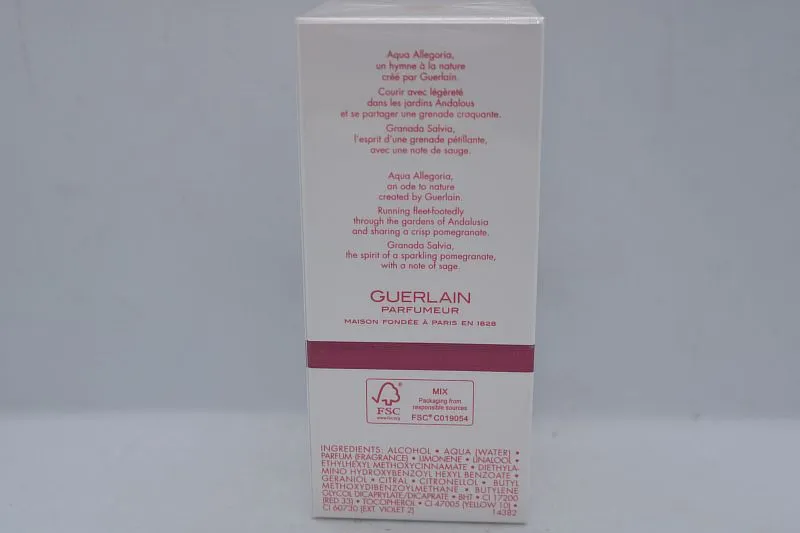 Aqua Allegoria,
un hymne à la nature
créé par Guerlain.
Courir avec légèreté
dans les jardins Andalous
et se partager une grenade craquante.
Granada Salvia,
l'esprit d'une grenade pétillante,
avec une note de sauge.
Aqua Allegoria,
an ode to nature
created by Guerlain.
Running fleet-footedly
through the gardens of Andalusia
and sharing a crisp pomegranate.
Granada Salvia,
the spirit of a sparkling pomegranate,
with a note of sage.
GUERLAIN
PARFUMEUR
MAISON FONDÉE À PARIS EN 1828
FSC
www.fsc.org
MIX
Packaging from
responsible sources
FSC® C019054
INGREDIENTS: ALCOHOL • AQUA (WATER) •
PARFUM (FRAGRANCE) • LIMONENE • LINALOOL •
ETHYLHEXYL METHOXYCINNAMATE • DIETHYLA-
MINO HYDROXYBENZOYL HEXYL BENZOATE •
GERANIOL • CITRAL • CITRONELLOL • BUTYL
METHOXYDIBENZOYLMETHANE • BUTYLENE
GLYCOL DICAPRYLATE/DICAPRATE • BHT • CI 17200
(RED 33) • TOCOPHEROL • CI 47005 (YELLOW 10) •
CI 60730 (EXT. VIOLET 2) 14382